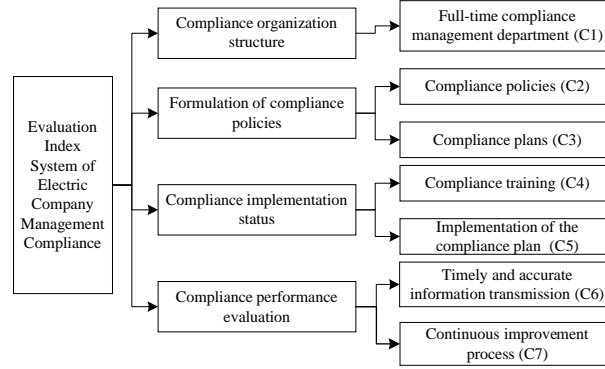 Evaluation
Index
System of
Electric
Company
Management
Compliance
Compliance organization
structure
Formulation of compliance
policies
Compliance implementation
status
Compliance performance
evaluation
Full-time compliance
management department (C1)
Compliance policies (C2)
Compliance plans (C3)
Compliance training (C4)
Implementation of the
compliance plan (C5)
Timely and accurate
information transmission (C6)
Continuous improvement
process (C7)